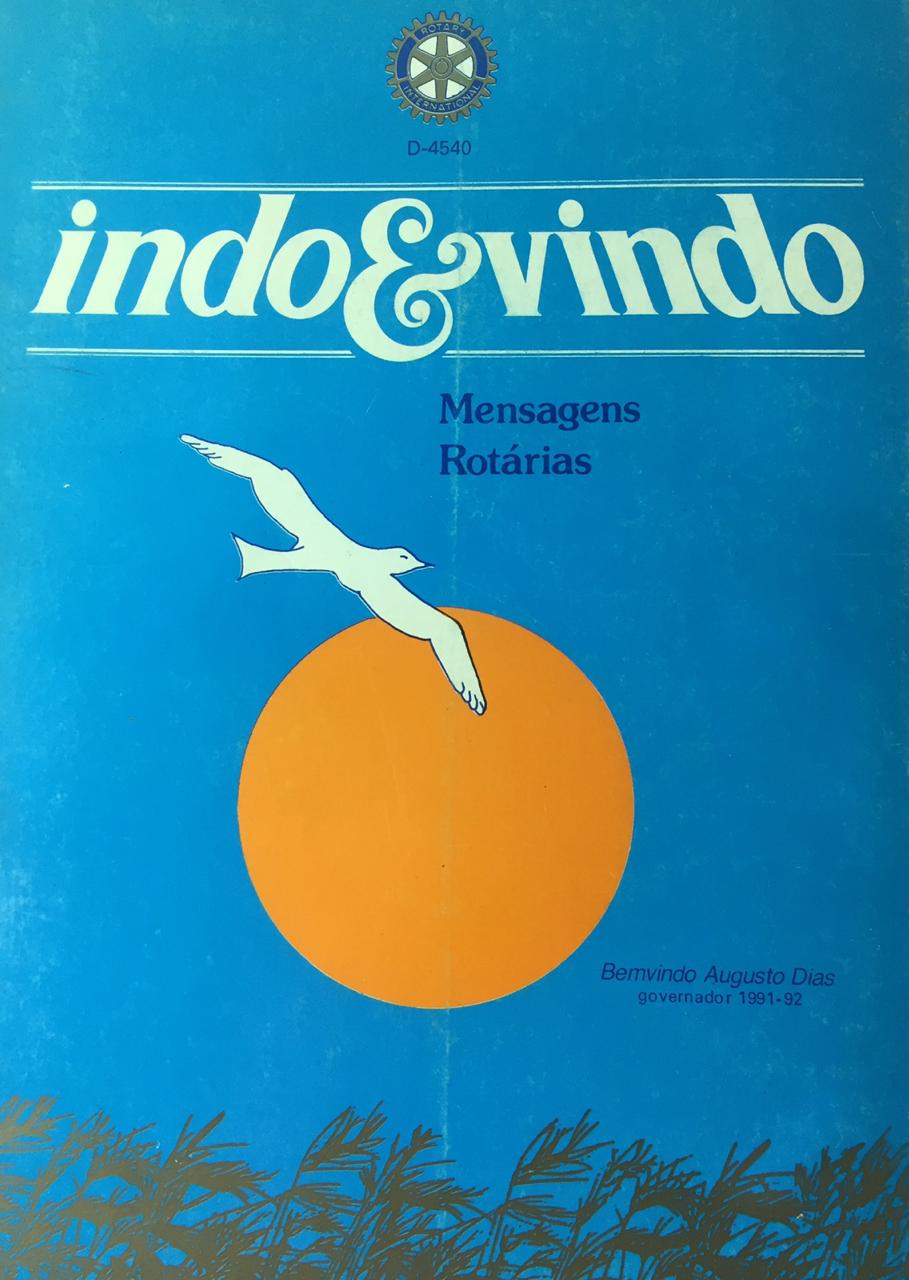 ROTARY
INTERNATIONAL
D-4540
indo&vindo
Mensagens
Rotárias
Bemvindo Augusto Dias
governador 1991-92